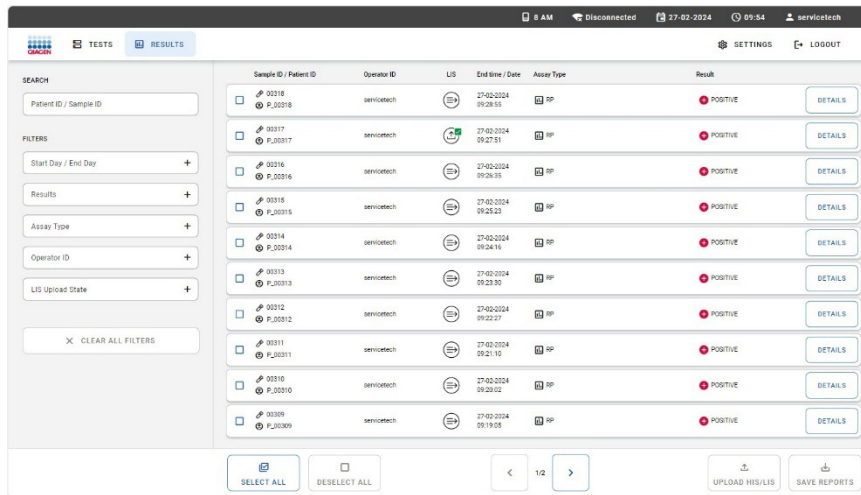 8 AM Disconnected 27-02-2024 09:54 servicetech
QIAGEN TESTS RESULTS SETTINGS LOGOUT
SEARCH
Patient ID / Sample ID
FILTERS
Start Day / End Day +
Results +
Assay Type +
Operator ID +
LIS Upload State +
CLEAR ALL FILTERS
Sample ID / Patient ID Operator ID LIS End time / Date Assay Type Result
00318 27-02-2024
P_00318 servicetech 09:28:55 RP POSITIVE DETAILS
00317 27-02-2024
P_00317 servicetech 09:27:51 RP POSITIVE DETAILS
00316 27-02-2024
P_00316 servicetech 09:26:35 RP POSITIVE DETAILS
00315 27-02-2024
P_00315 servicetech 09:25:23 RP POSITIVE DETAILS
00314 27-02-2024
P_00314 servicetech 09:24:16 RP POSITIVE DETAILS
00313 27-02-2024
P_00313 servicetech 09:23:30 RP POSITIVE DETAILS
00312 27-02-2024
P_00312 servicetech 09:22:27 RP POSITIVE DETAILS
00311 27-02-2024
P_00311 servicetech 09:21:10 RP POSITIVE DETAILS
00310 27-02-2024
P_00310 servicetech 09:20:02 RP POSITIVE DETAILS
00309 27-02-2024
P_00309 servicetech 09:19:05 RP POSITIVE DETAILS
SELECT ALL DESELECT ALL 1/2 UPLOAD HIS/LIS SAVE REPORTS